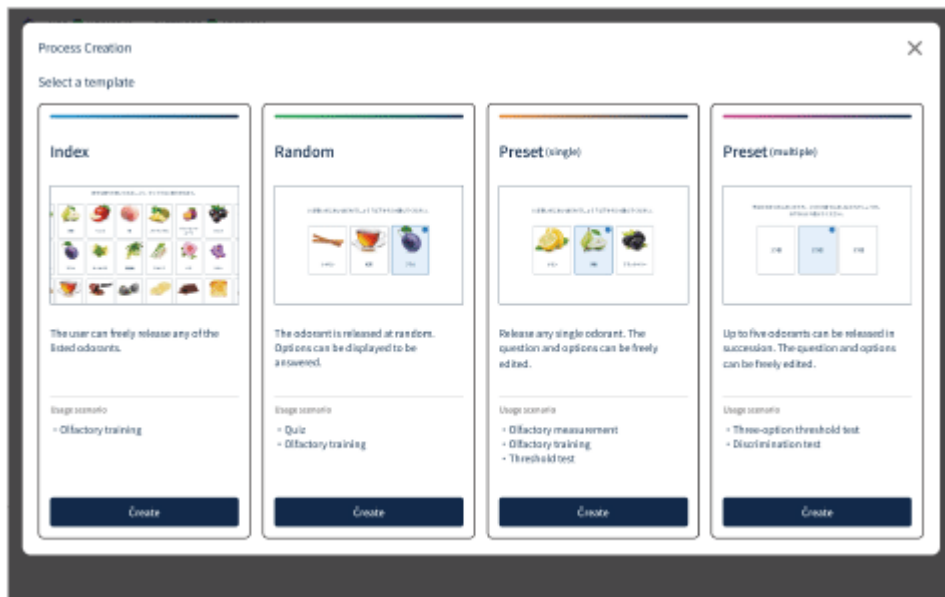 Process Creation
Select a template
Index
The user can freely release any of the
listed odorants.
Usage scenario
・Olfactory training
Create
Random
The odorant is released at random.
Options can be displayed to be
answered.
Usage scenario
・Quiz
・Olfactory training
Create
Preset (single)
Release any single odorant. The
question and options can be freely
edited.
Usage scenario
・Olfactory measurement
・Olfactory training
・Threshold test
Create
Preset (multiple)
Up to five odorants can be released in
succession. The question and options
can be freely edited.
Usage scenario
・Three-option threshold test
・Discrimination test
Create